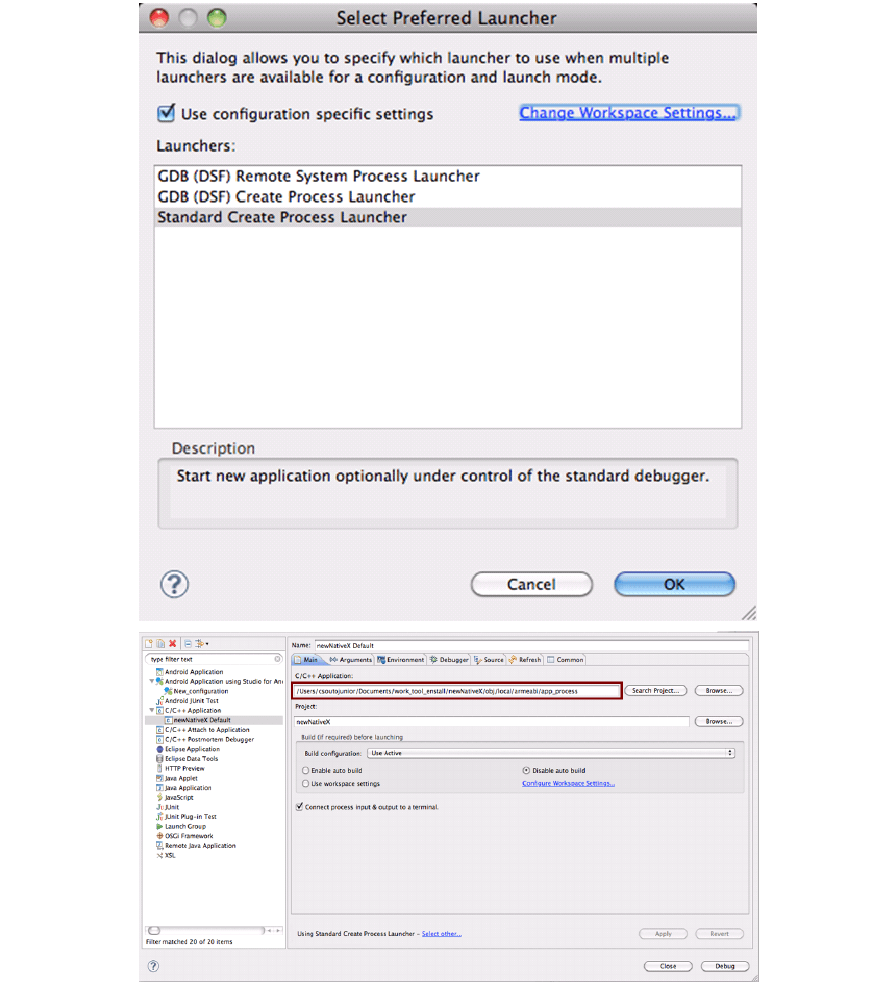 Select Preferred Launcher
This dialog allows you to specify which launcher to use when multiple
launchers are available for a configuration and launch mode.
Use configuration specific settings
Change Workspace Settings...
Launchers:
GDB (DSF) Remote System Process Launcher
GDB (DSF) Create Process Launcher
Standard Create Process Launcher
Description
Start new application optionally under control of the standard debugger.
?
Cancel
OK
type filter text
Android Application
Android Application using Studio for An
New_configuration
Android JUnit Test
C/C++ Application
newNativeX Default
C/C++ Attach to Application
C/C++ Postmortem Debugger
Eclipse Application
Eclipse Data Tools
HTTP Preview
Java Applet
Java Application
JavaScript
JUnit
JUnit Plug-in Test
Launch Group
OSGi Framework
Remote Java Application
XSL
Filter matched 20 of 20 items
Name: newNativeX Default
Main Arguments Environment Debugger Source Refresh Common
C/C++ Application:
/Users/csoutojunior/Documents/work_tool_enstall/newNativeX/obj/local/armeabi/app_process
Search Project... Browse...
Project:
newNativeX
Browse...
Build (if required) before launching
Build configuration: Use Active
Enable auto build
Disable auto build
Use workspace settings
Configure Workspace Settings...
Connect process input & output to a terminal.
Using Standard Create Process Launcher - Select other...
Apply Revert
?
Close Debug